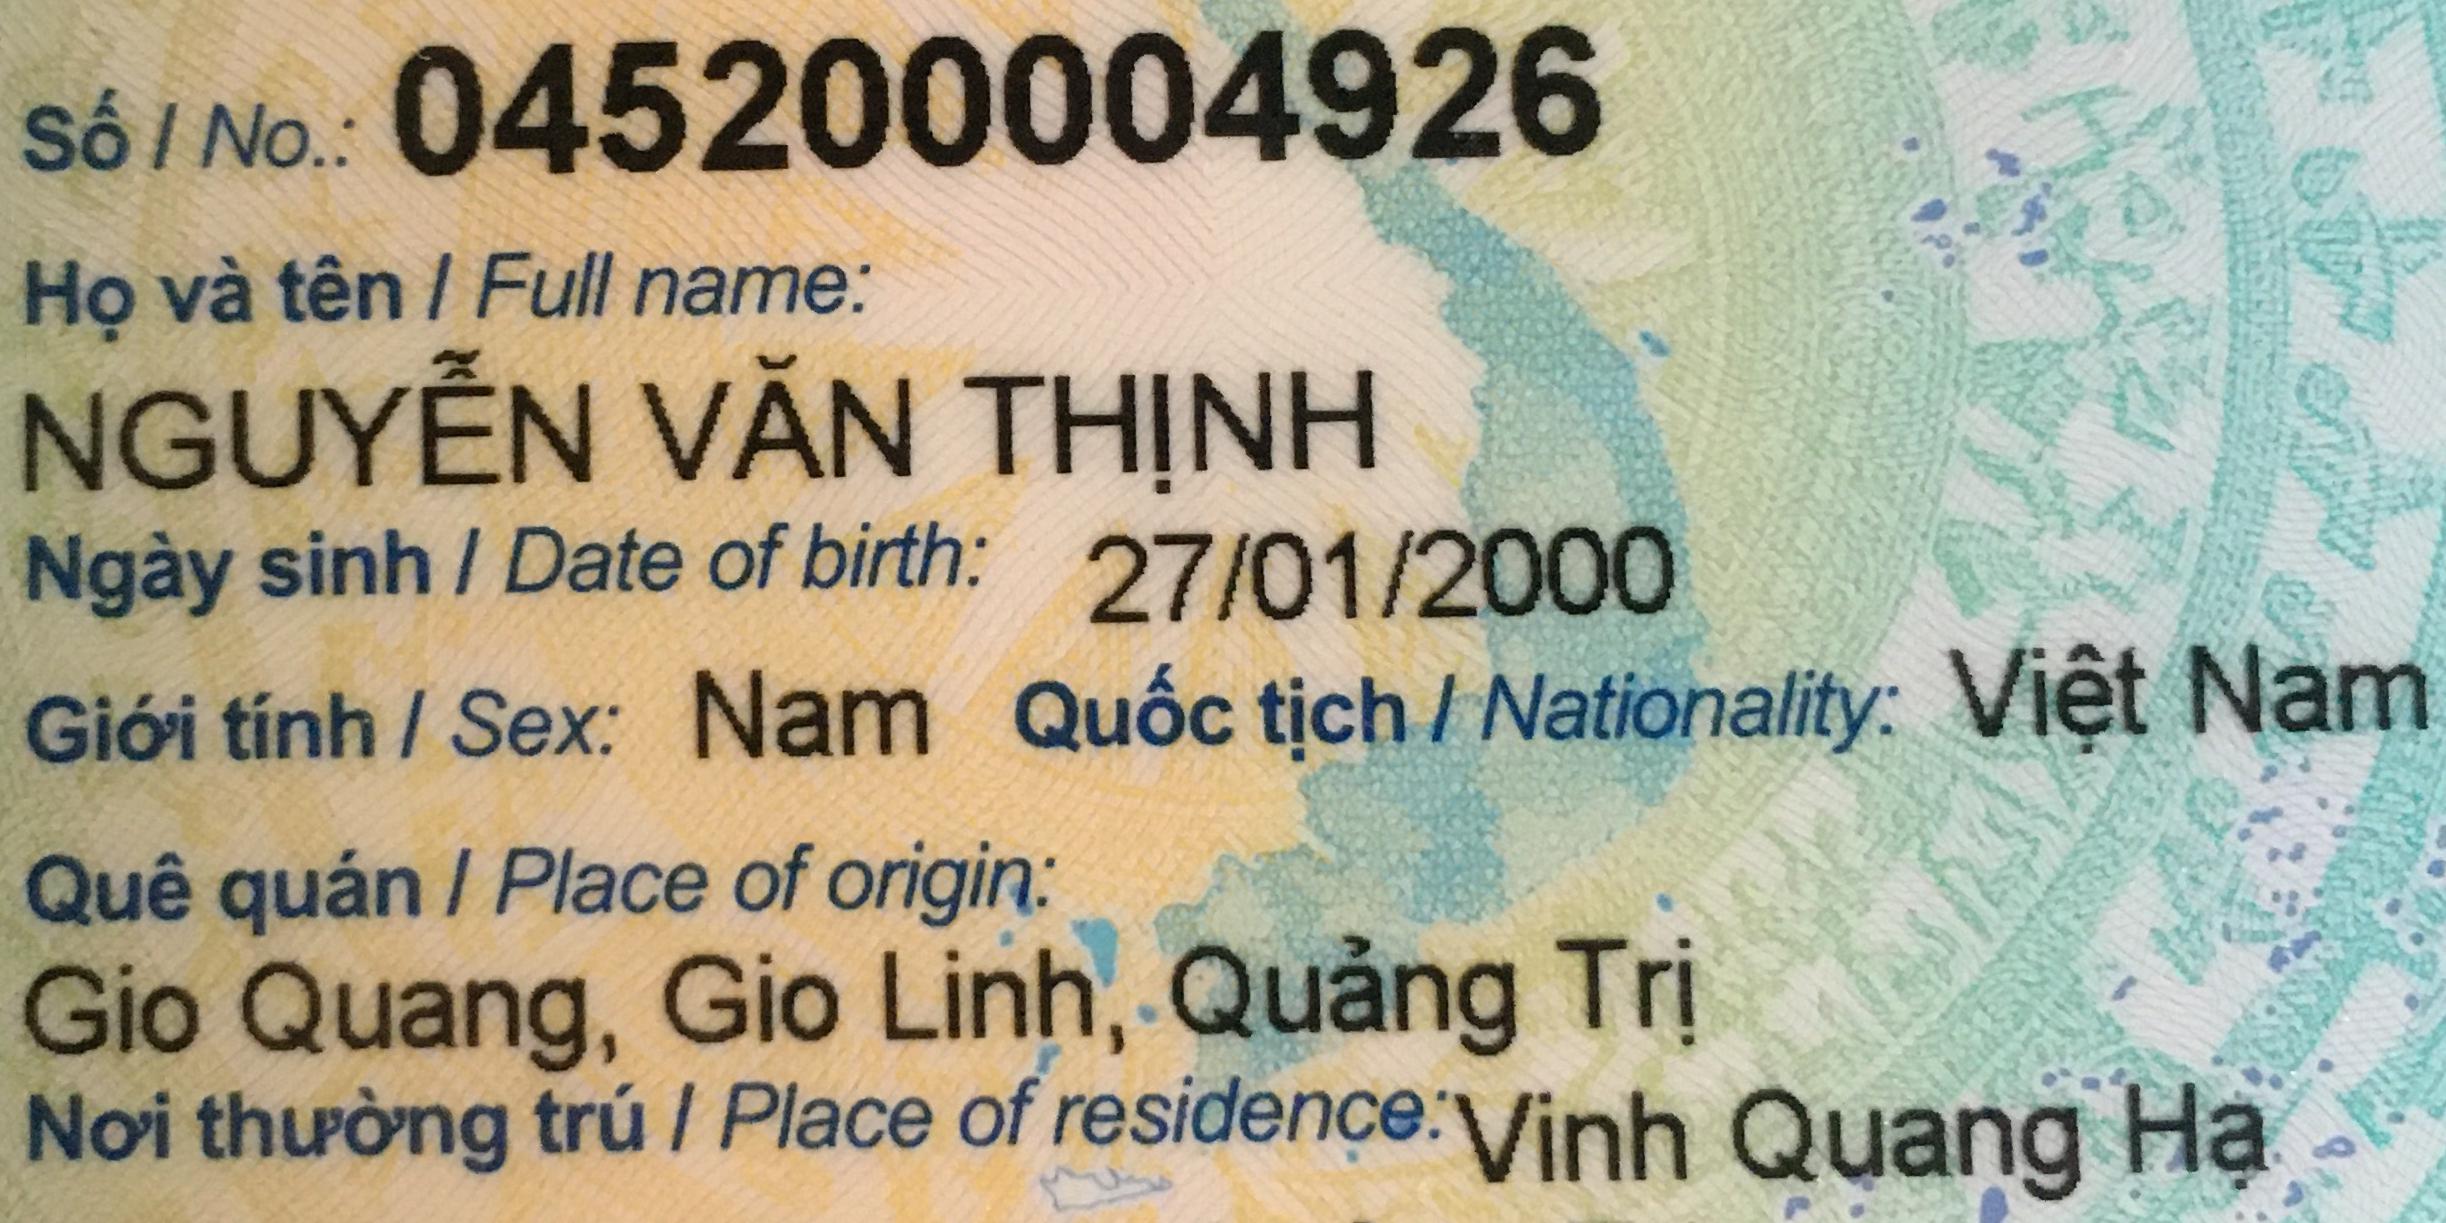 Số / No.: 045200004926
Họ và tên / Full name:
NGUYỄN VĂN THỊNH
Ngày sinh / Date of birth: 27/01/2000
Giới tính / Sex: Nam Quốc tịch / Nationality: Việt Nam
Quê quán / Place of origin:
Gio Quang, Gio Linh, Quảng Trị
Nơi thường trú / Place of residence: Vinh Quang Hạ